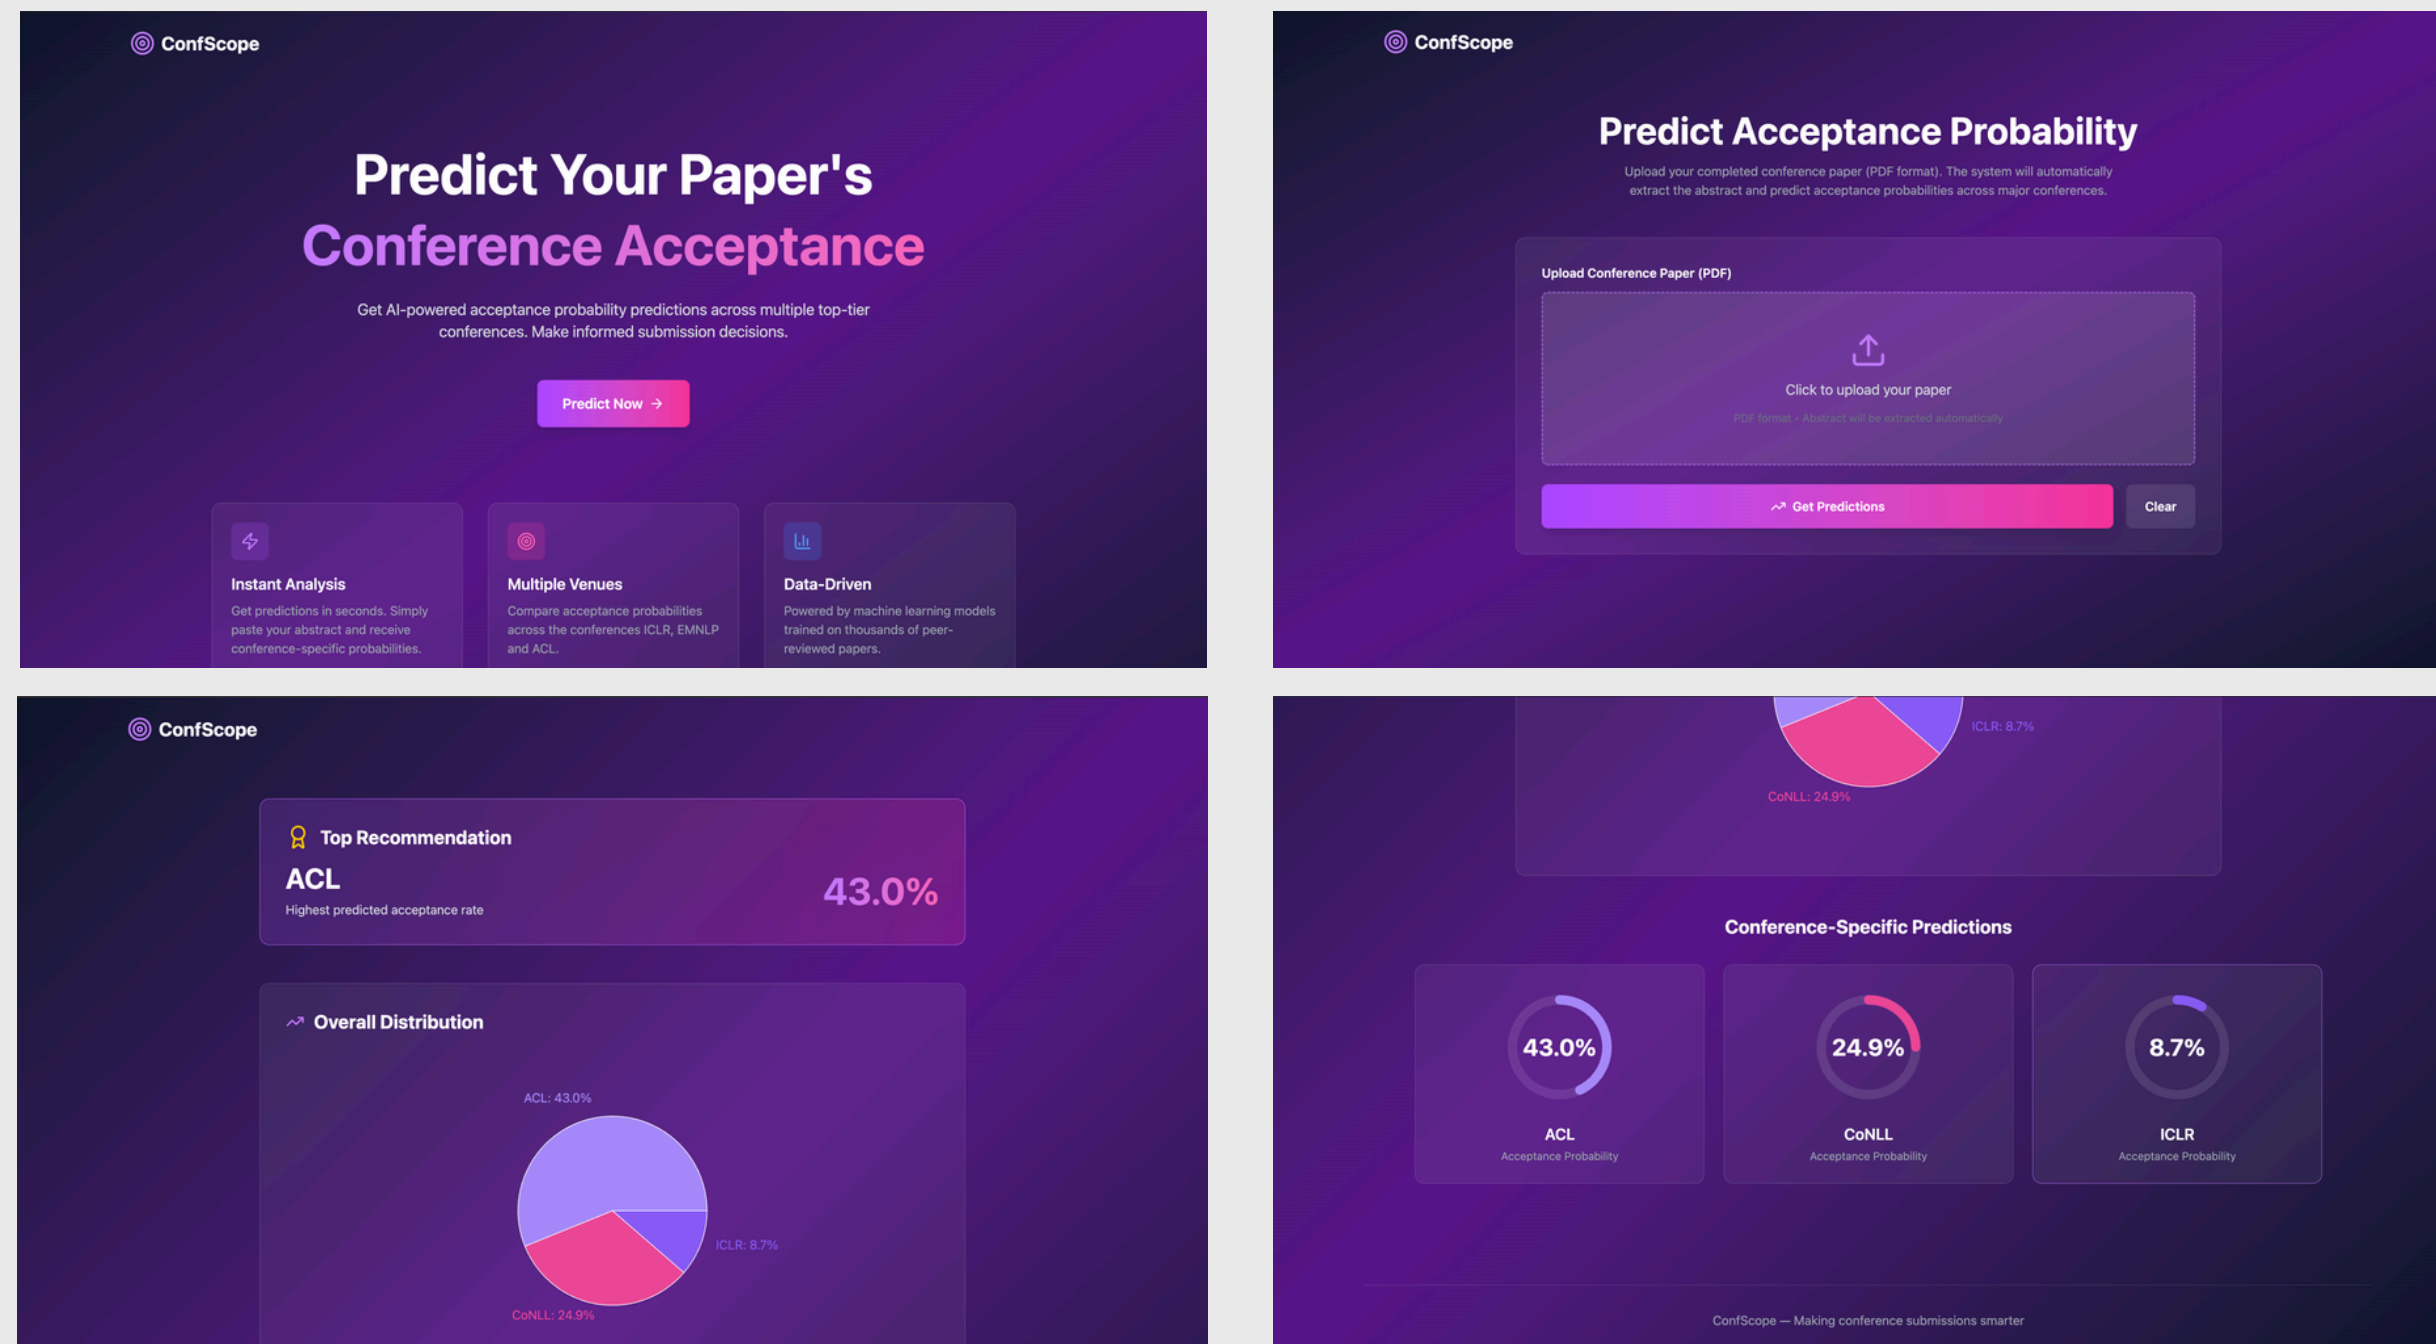 ConfScope
Predict Your Paper's
Conference Acceptance
Get AI-powered acceptance probability predictions across multiple top-tier
conferences. Make informed submission decisions.
Predict Now
Instant Analysis
Get predictions in seconds. Simply
paste your abstract and receive
conference-specific probabilities.
Multiple Venues
Compare acceptance probabilities
across the conferences ICLR, EMNLP
and ACL.
Data-Driven
Powered by machine learning models
trained on thousands of peer-
reviewed papers.
ConfScope
Predict Acceptance Probability
Upload your completed conference paper (PDF format). The system will automatically
extract the abstract and predict acceptance probabilities across major conferences.
Upload Conference Paper (PDF)
Click to upload your paper
PDF format • Abstract will be extracted automatically
Get Predictions
Clear
ConfScope
Top Recommendation
ACL
Highest predicted acceptance rate
43.0%
Overall Distribution
ACL: 43.0%
ICLR: 8.7%
CoNLL: 24.9%
ICLR: 8.7%
CoNLL: 24.9%
Conference-Specific Predictions
43.0%
ACL
Acceptance Probability
24.9%
CoNLL
Acceptance Probability
8.7%
ICLR
Acceptance Probability
ConfScope — Making conference submissions smarter